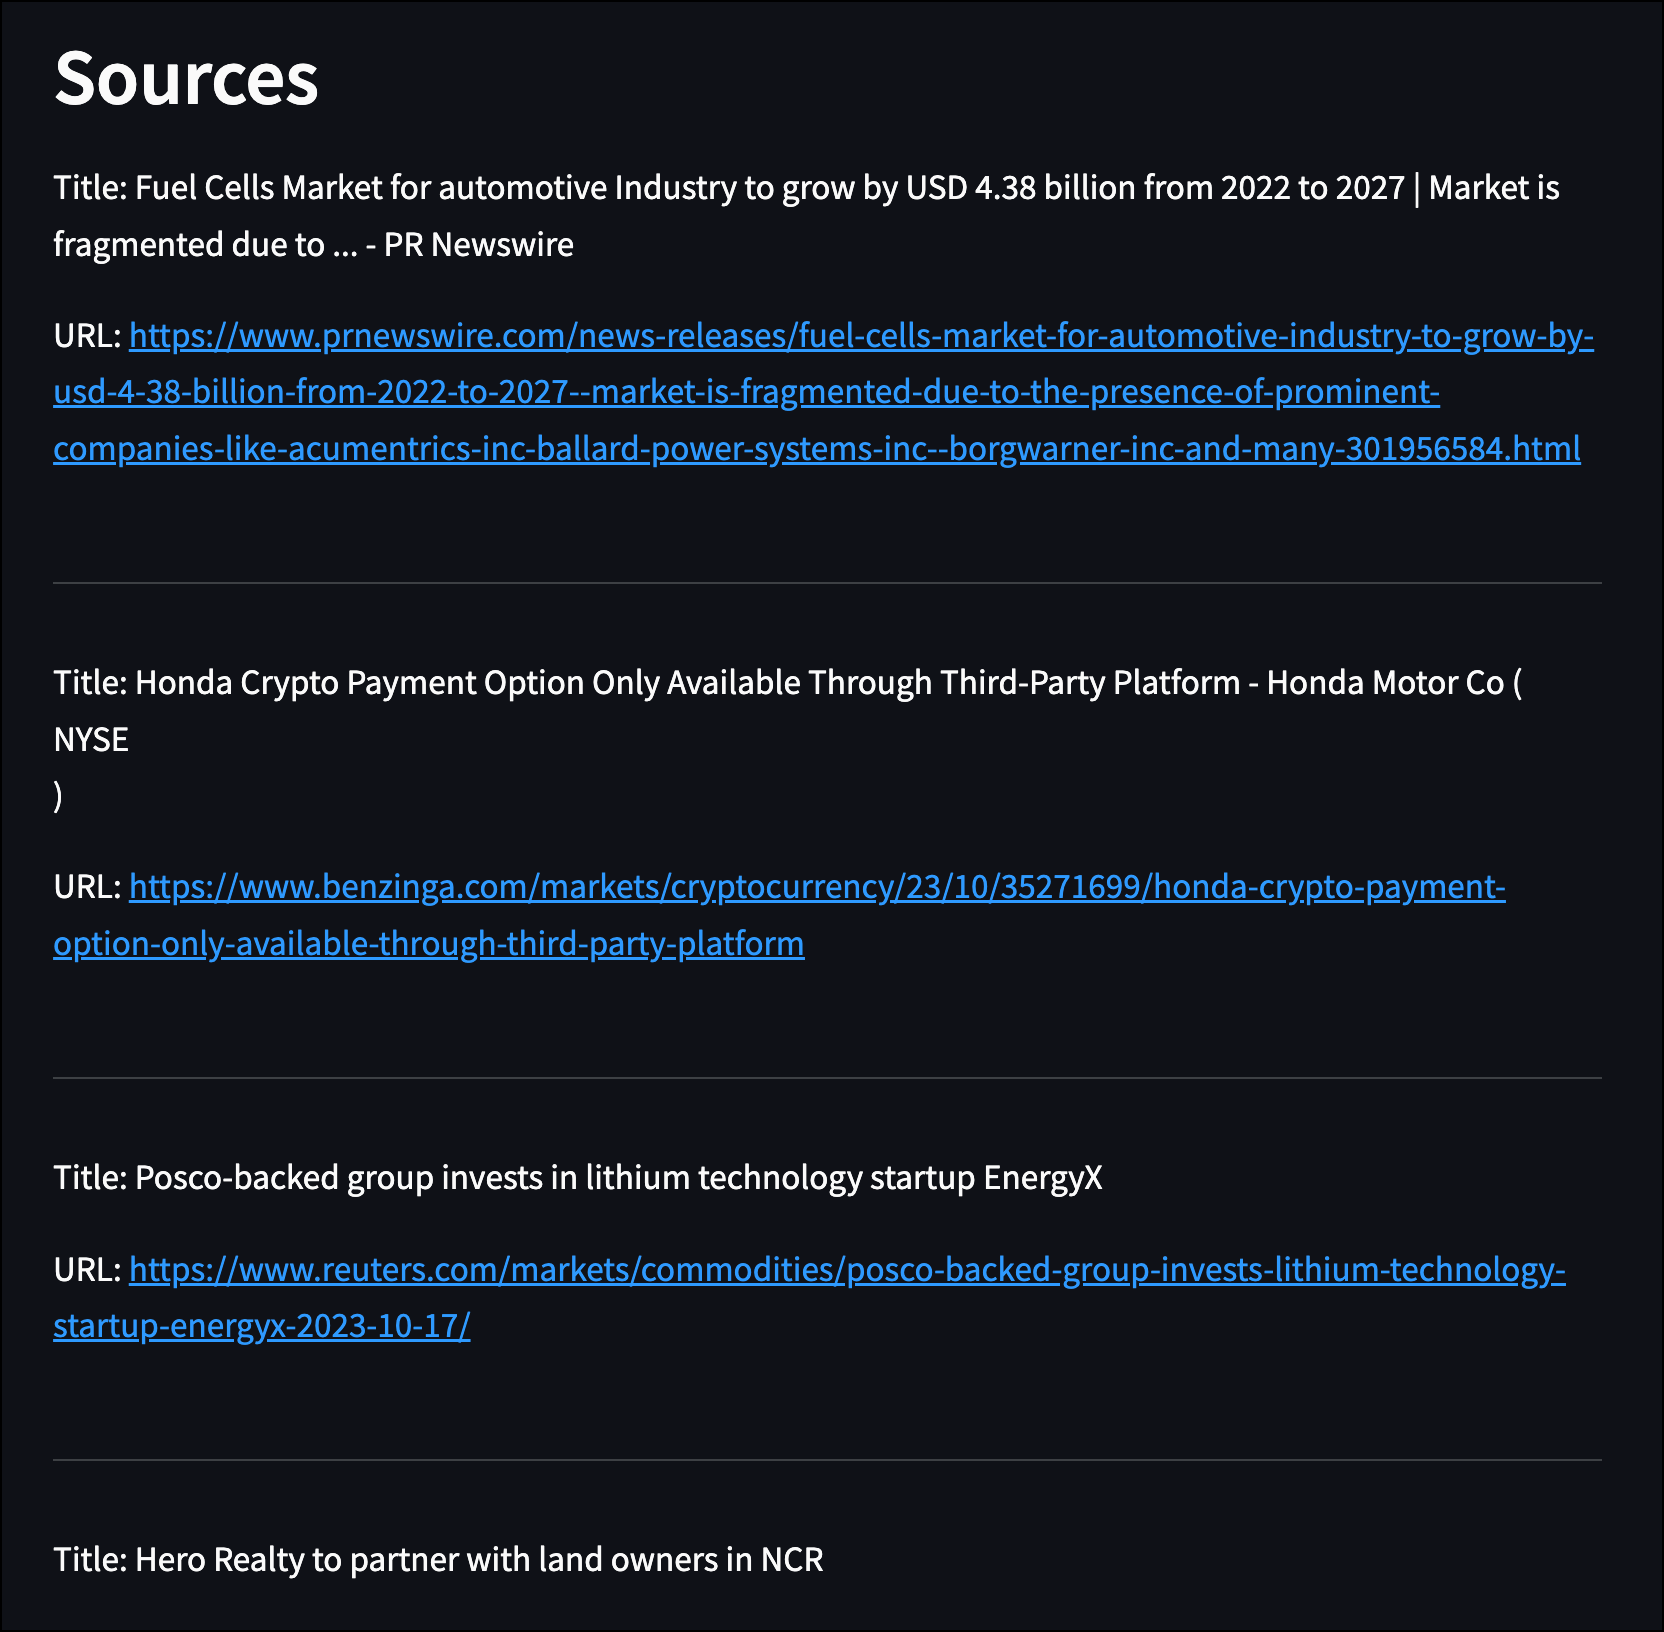 Sources
Title: Fuel Cells Market for automotive Industry to grow by USD 4.38 billion from 2022 to 2027 | Market is
fragmented due to ... - PR Newswire
URL: https://www.prnewswire.com/news-releases/fuel-cells-market-for-automotive-industry-to-grow-by-
usd-4-38-billion-from-2022-to-2027--market-is-fragmented-due-to-the-presence-of-prominent-
companies-like-acumentrics-inc-ballard-power-systems-inc--borgwarner-inc-and-many-301956584.html
Title: Honda Crypto Payment Option Only Available Through Third-Party Platform - Honda Motor Co (
NYSE
)
URL: https://www.benzinga.com/markets/cryptocurrency/23/10/35271699/honda-crypto-payment-
option-only-available-through-third-party-platform
Title: Posco-backed group invests in lithium technology startup EnergyX
URL: https://www.reuters.com/markets/commodities/posco-backed-group-invests-lithium-technology-
startup-energyx-2023-10-17/
Title: Hero Realty to partner with land owners in NCR